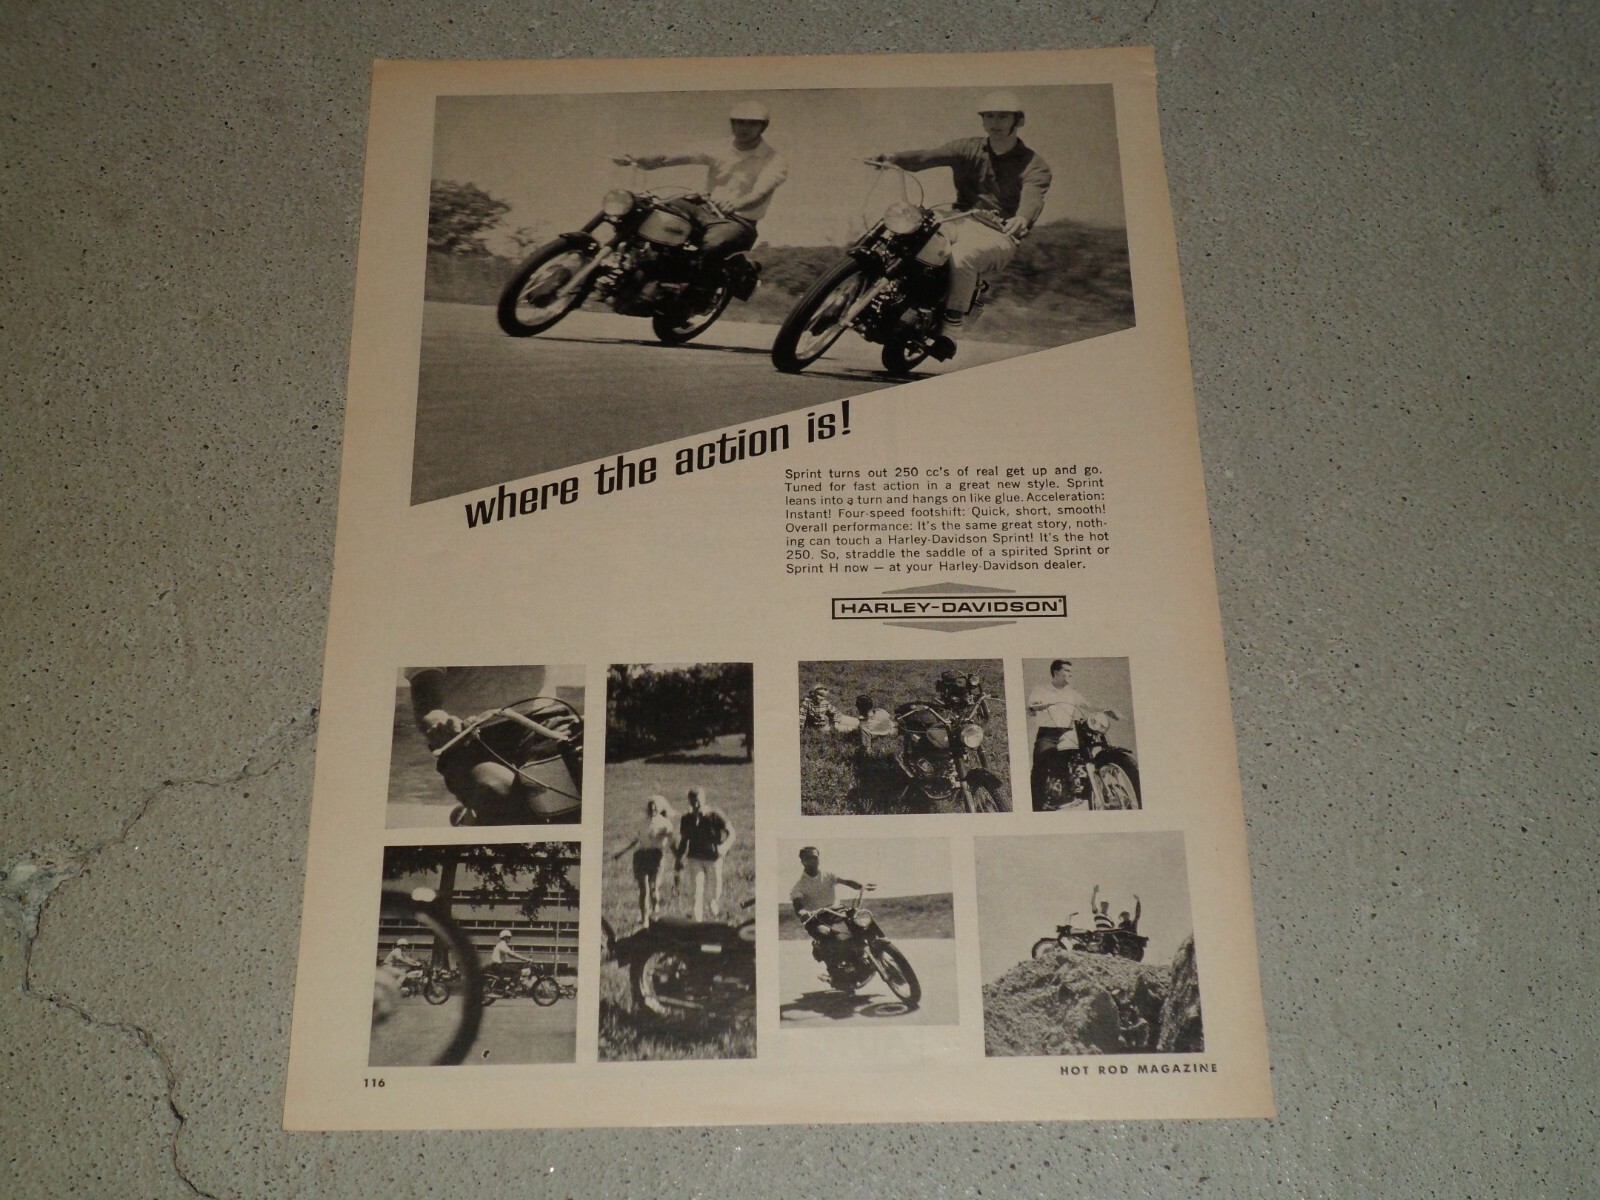 where the action is!
Sprint turns out 250 cc's of real get up and go.
Tuned for fast action in a great new style. Sprint
leans into a turn and hangs on like glue. Acceleration:
Instant! Four-speed footshift: Quick, short, smooth!
Overall performance: It's the same great story, noth-
ing can touch a Harley-Davidson Sprint! It's the hot
250. So, straddle the saddle of a spirited Sprint or
Sprint H now — at your Harley-Davidson dealer.
HARLEY-DAVIDSON®
116
HOT ROD MAGAZINE